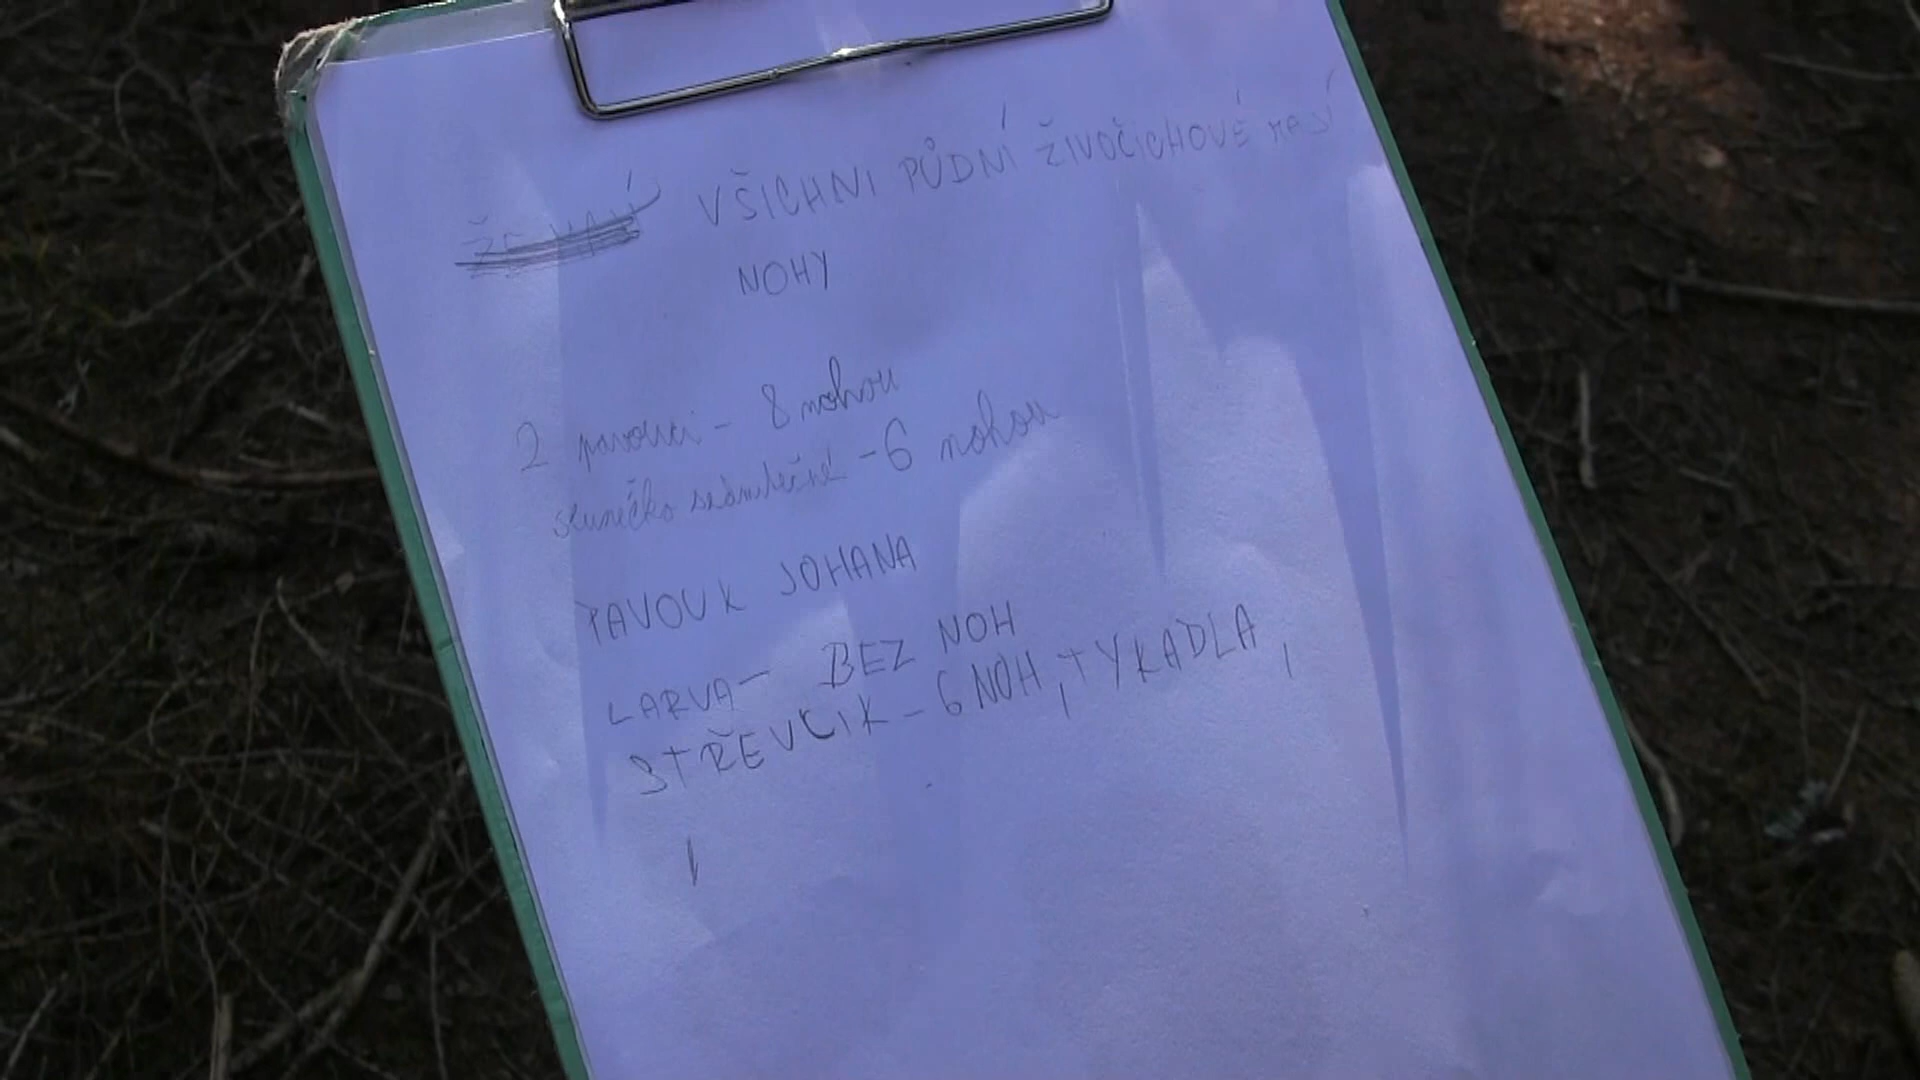 VŠICHNI PŮDNÍ ŽIVOČICHOVÉ MAJÍ
NOHY
2 pavouci - 8 nohou
slunéčko sedmitečné - 6 nohou
PAVOUK JOHANA
LARVA - BEZ NOH
STŘEVLIK - 6 NOH, TYKADLA,